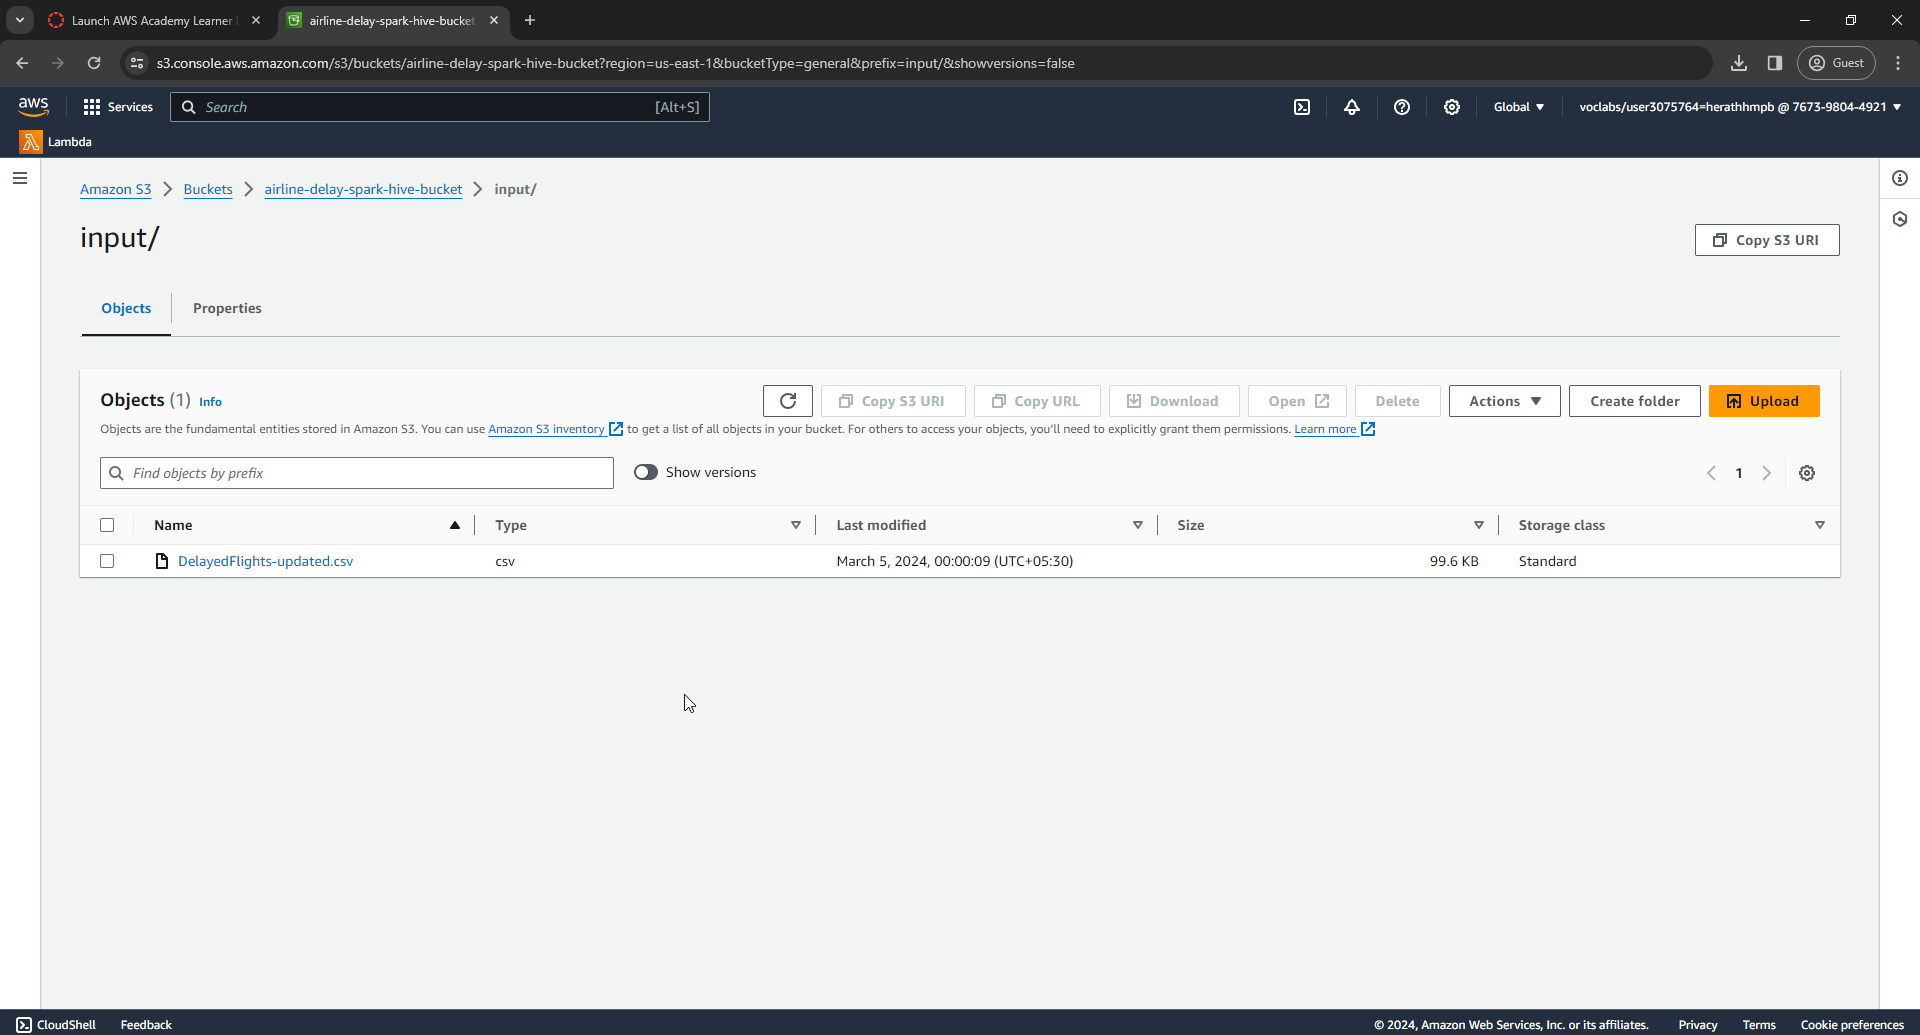 Launch AWS Academy Learner
airline-delay-spark-hive-bucket
s3.console.aws.amazon.com/s3/buckets/airline-delay-spark-hive-bucket?region=us-east-1&bucketType=general&prefix=input/&showversions=false
Guest
aws
Services
Search
[Alt+S]
Global
voclabs/user3075764=herathhmpb @ 7673-9804-4921
Lambda
Amazon S3
Buckets
airline-delay-spark-hive-bucket
input/
input/
Copy S3 URI
Objects
Properties
Objects (1) Info
Copy S3 URI
Copy URL
Download
Open
Delete
Actions
Create folder
Upload
Objects are the fundamental entities stored in Amazon S3. You can use Amazon S3 inventory to get a list of all objects in your bucket. For others to access your objects, you'll need to explicitly grant them permissions. Learn more
Find objects by prefix
Show versions
1
Name Type Last modified Size Storage class
DelayedFlights-updated.csv csv March 5, 2024, 00:00:09 (UTC+05:30) 99.6 KB Standard
CloudShell
Feedback
© 2024, Amazon Web Services, Inc. or its affiliates.
Privacy
Terms
Cookie preferences